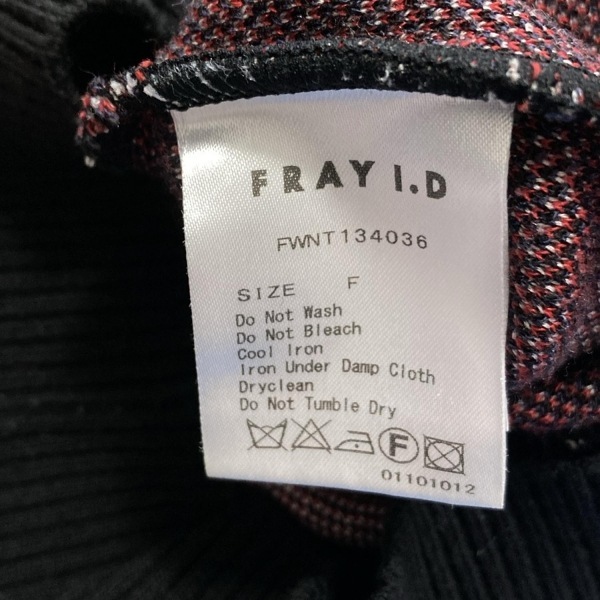 FRAY I.D
FWNT134036
SIZE F
Do Not Wash
Do Not Bleach
Cool Iron
Iron Under Damp Cloth
Dryclean
Do Not Tumble Dry
F
01101012